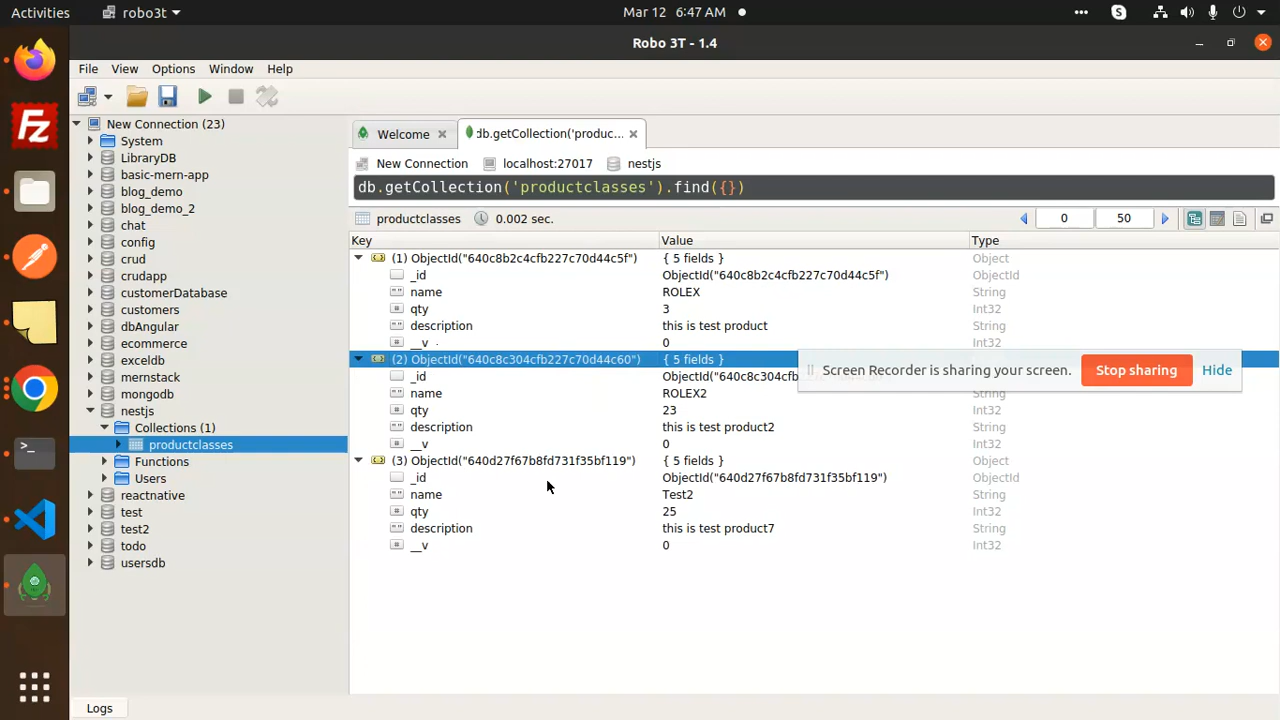 Activities robo3t Mar 12 6:47 AM
Robo 3T - 1.4
File View Options Window Help
New Connection (23)
System
LibraryDB
basic-mern-app
blog_demo
blog_demo_2
chat
config
crud
crudapp
customerDatabase
customers
dbAngular
ecommerce
exceldb
mernstack
mongodb
nestjs
Collections (1)
productclasses
Functions
Users
reactnative
test
test2
todo
usersdb
Welcome db.getCollection('produc...
New Connection localhost:27017 nestjs
db.getCollection('productclasses').find({})
productclasses 0.002 sec. 0 50
Key Value Type
(1) ObjectId("640c8b2c4cfb227c70d44c5f") { 5 fields } Object
_id ObjectId("640c8b2c4cfb227c70d44c5f") ObjectId
name ROLEX String
qty 3 Int32
description this is test product String
__v 0 Int32
(2) ObjectId("640c8c304cfb227c70d44c60") { 5 fields }
_id ObjectId("640c8c304cfb
name ROLEX2 String
qty 23 Int32
description this is test product2 String
__v 0 Int32
(3) ObjectId("640d27f67b8fd731f35bf119") { 5 fields } Object
_id ObjectId("640d27f67b8fd731f35bf119") ObjectId
name Test2 String
qty 25 Int32
description this is test product7 String
__v 0 Int32
Screen Recorder is sharing your screen. Stop sharing Hide
Logs